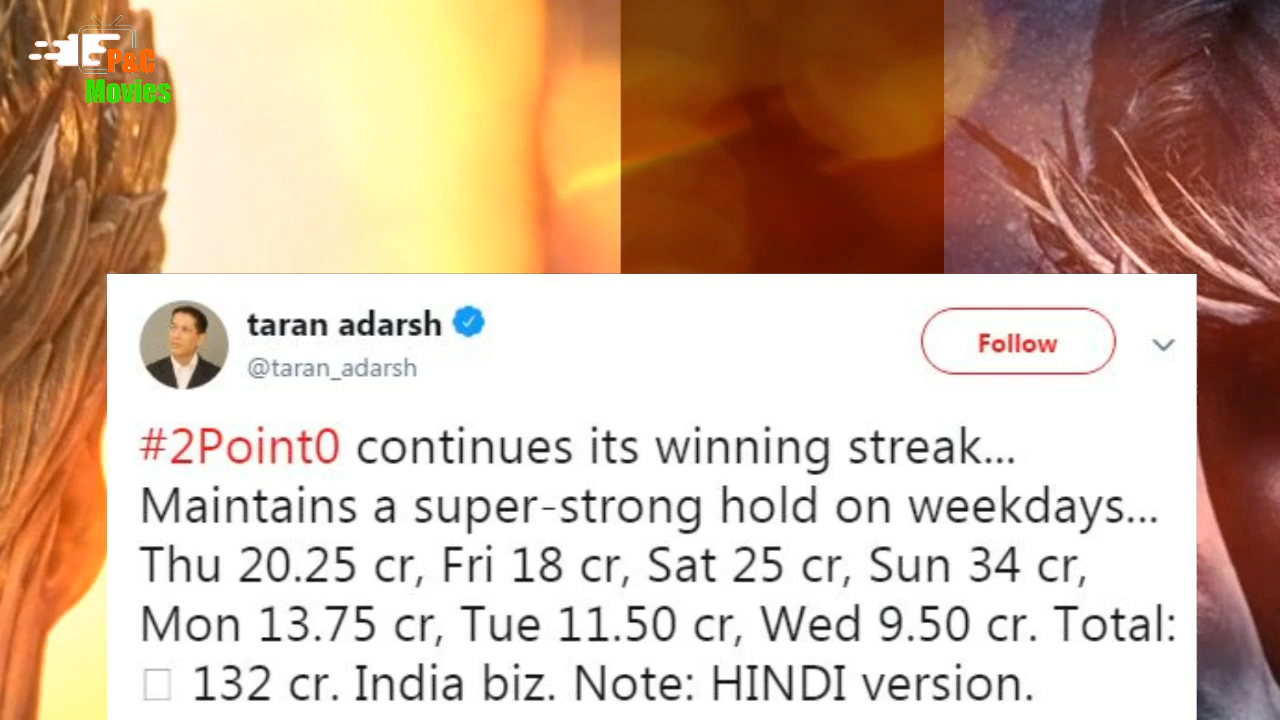 P&C
Movies
taran adarsh
@taran_adarsh
Follow
#2Point0 continues its winning streak...
Maintains a super-strong hold on weekdays...
Thu 20.25 cr, Fri 18 cr, Sat 25 cr, Sun 34 cr,
Mon 13.75 cr, Tue 11.50 cr, Wed 9.50 cr. Total:
□ 132 cr. India biz. Note: HINDI version.